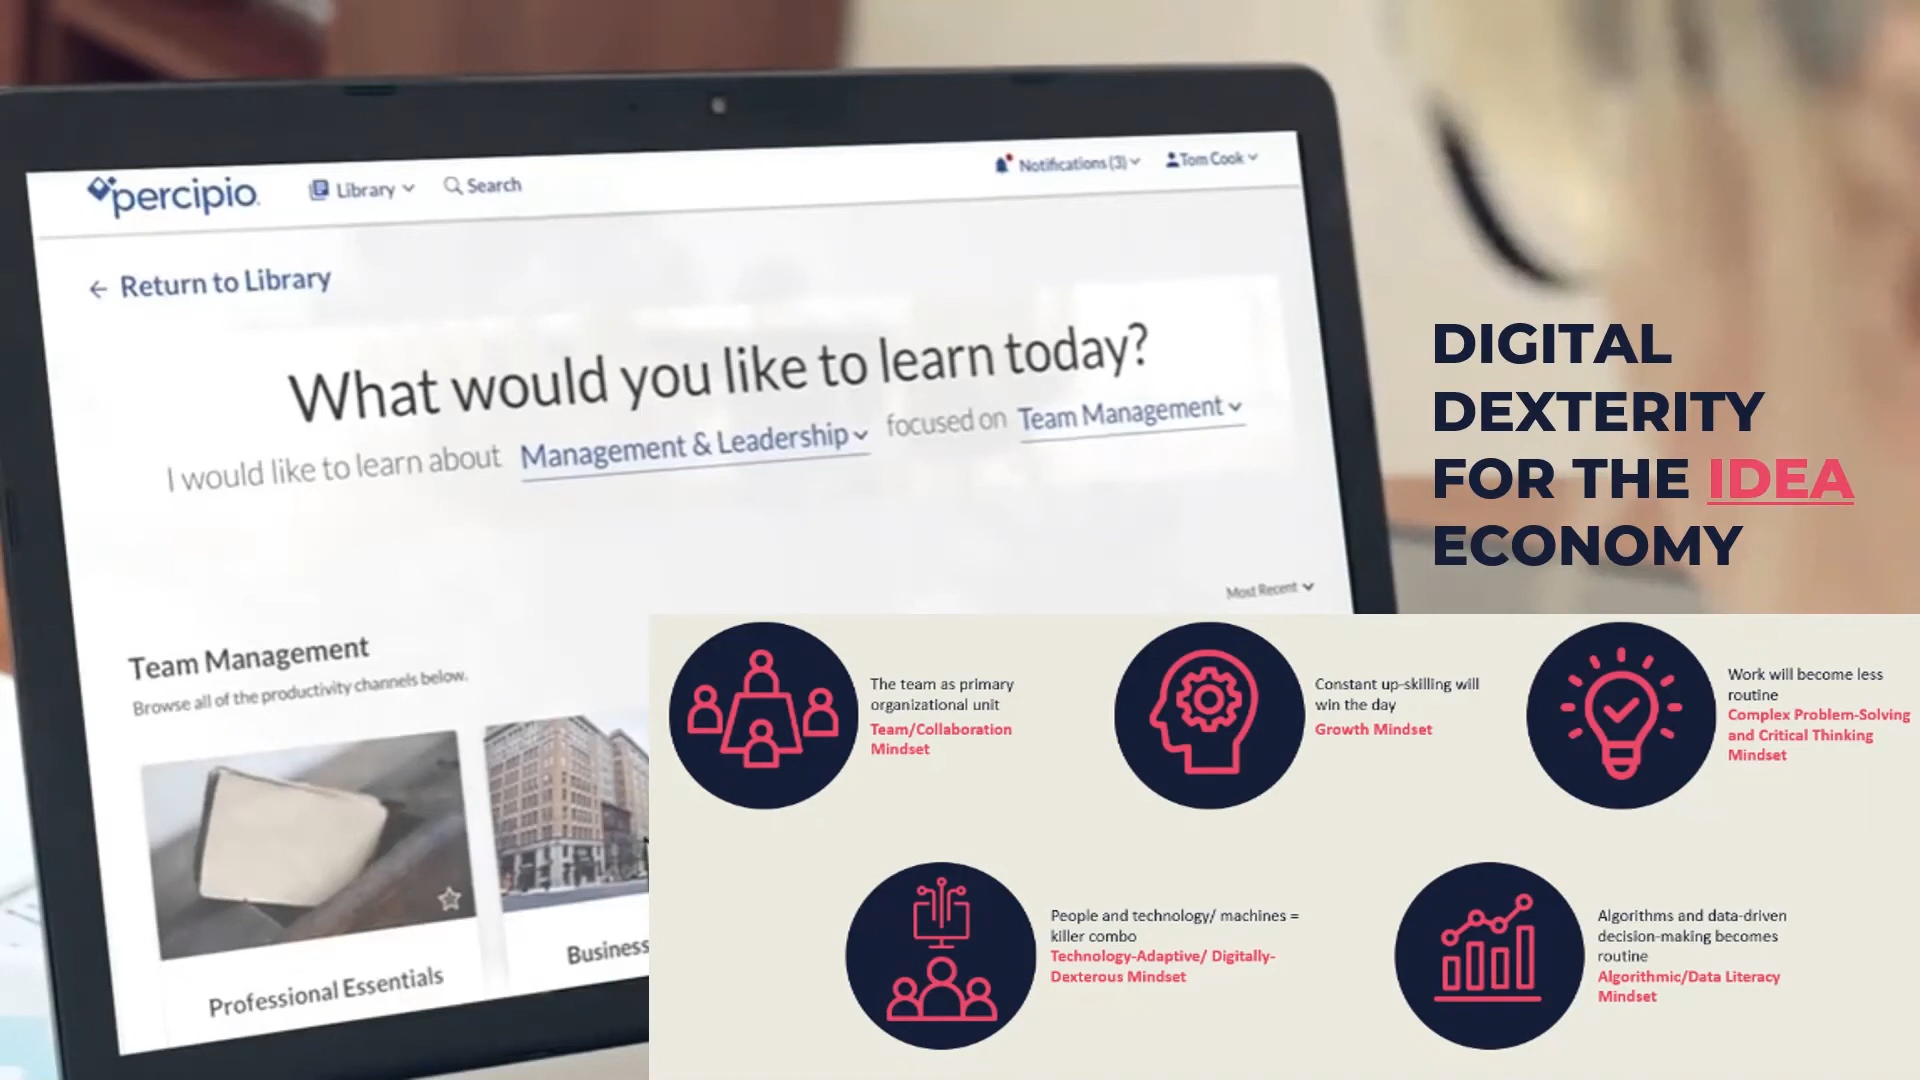 percipio
Library
Search
Notifications (3)
Tom Cook
← Return to Library
What would you like to learn today?
I would like to learn about Management & Leadership focused on Team Management
Most Recent
Team Management
Browse all of the productivity channels below.
Professional Essentials
Business
DIGITAL
DEXTERITY
FOR THE IDEA
ECONOMY
The team as primary
organizational unit
Team/Collaboration
Mindset
Constant up-skilling will
win the day
Growth Mindset
Work will become less
routine
Complex Problem-Solving
and Critical Thinking
Mindset
People and technology/ machines =
killer combo
Technology-Adaptive/ Digitally-
Dexterous Mindset
Algorithms and data-driven
decision-making becomes
routine
Algorithmic/Data Literacy
Mindset